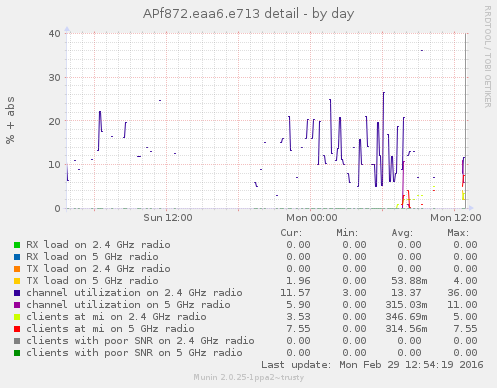 APf872.eaa6.e713 detail - by day
RRDTOOL / TOBI OETIKER
% + abs
40
30
20
10
0
Sun 12:00 Mon 00:00 Mon 12:00
Cur: Min: Avg: Max:
RX load on 2.4 GHz radio 0.00 0.00 0.00 0.00
RX load on 5 GHz radio 0.00 0.00 0.00 0.00
TX load on 2.4 GHz radio 0.00 0.00 0.00 0.00
TX load on 5 GHz radio 1.96 0.00 53.88m 4.00
channel utilization on 2.4 GHz radio 11.57 3.00 13.37 36.00
channel utilization on 5 GHz radio 5.90 0.00 315.03m 11.00
clients at mi on 2.4 GHz radio 3.53 0.00 346.69m 5.00
clients at mi on 5 GHz radio 7.55 0.00 314.56m 7.55
clients with poor SNR on 2.4 GHz radio 0.00 0.00 0.00 0.00
clients with poor SNR on 5 GHz radio 0.00 0.00 0.00 0.00
Last update: Mon Feb 29 12:54:19 2016
Munin 2.0.25-1ppa2~trusty